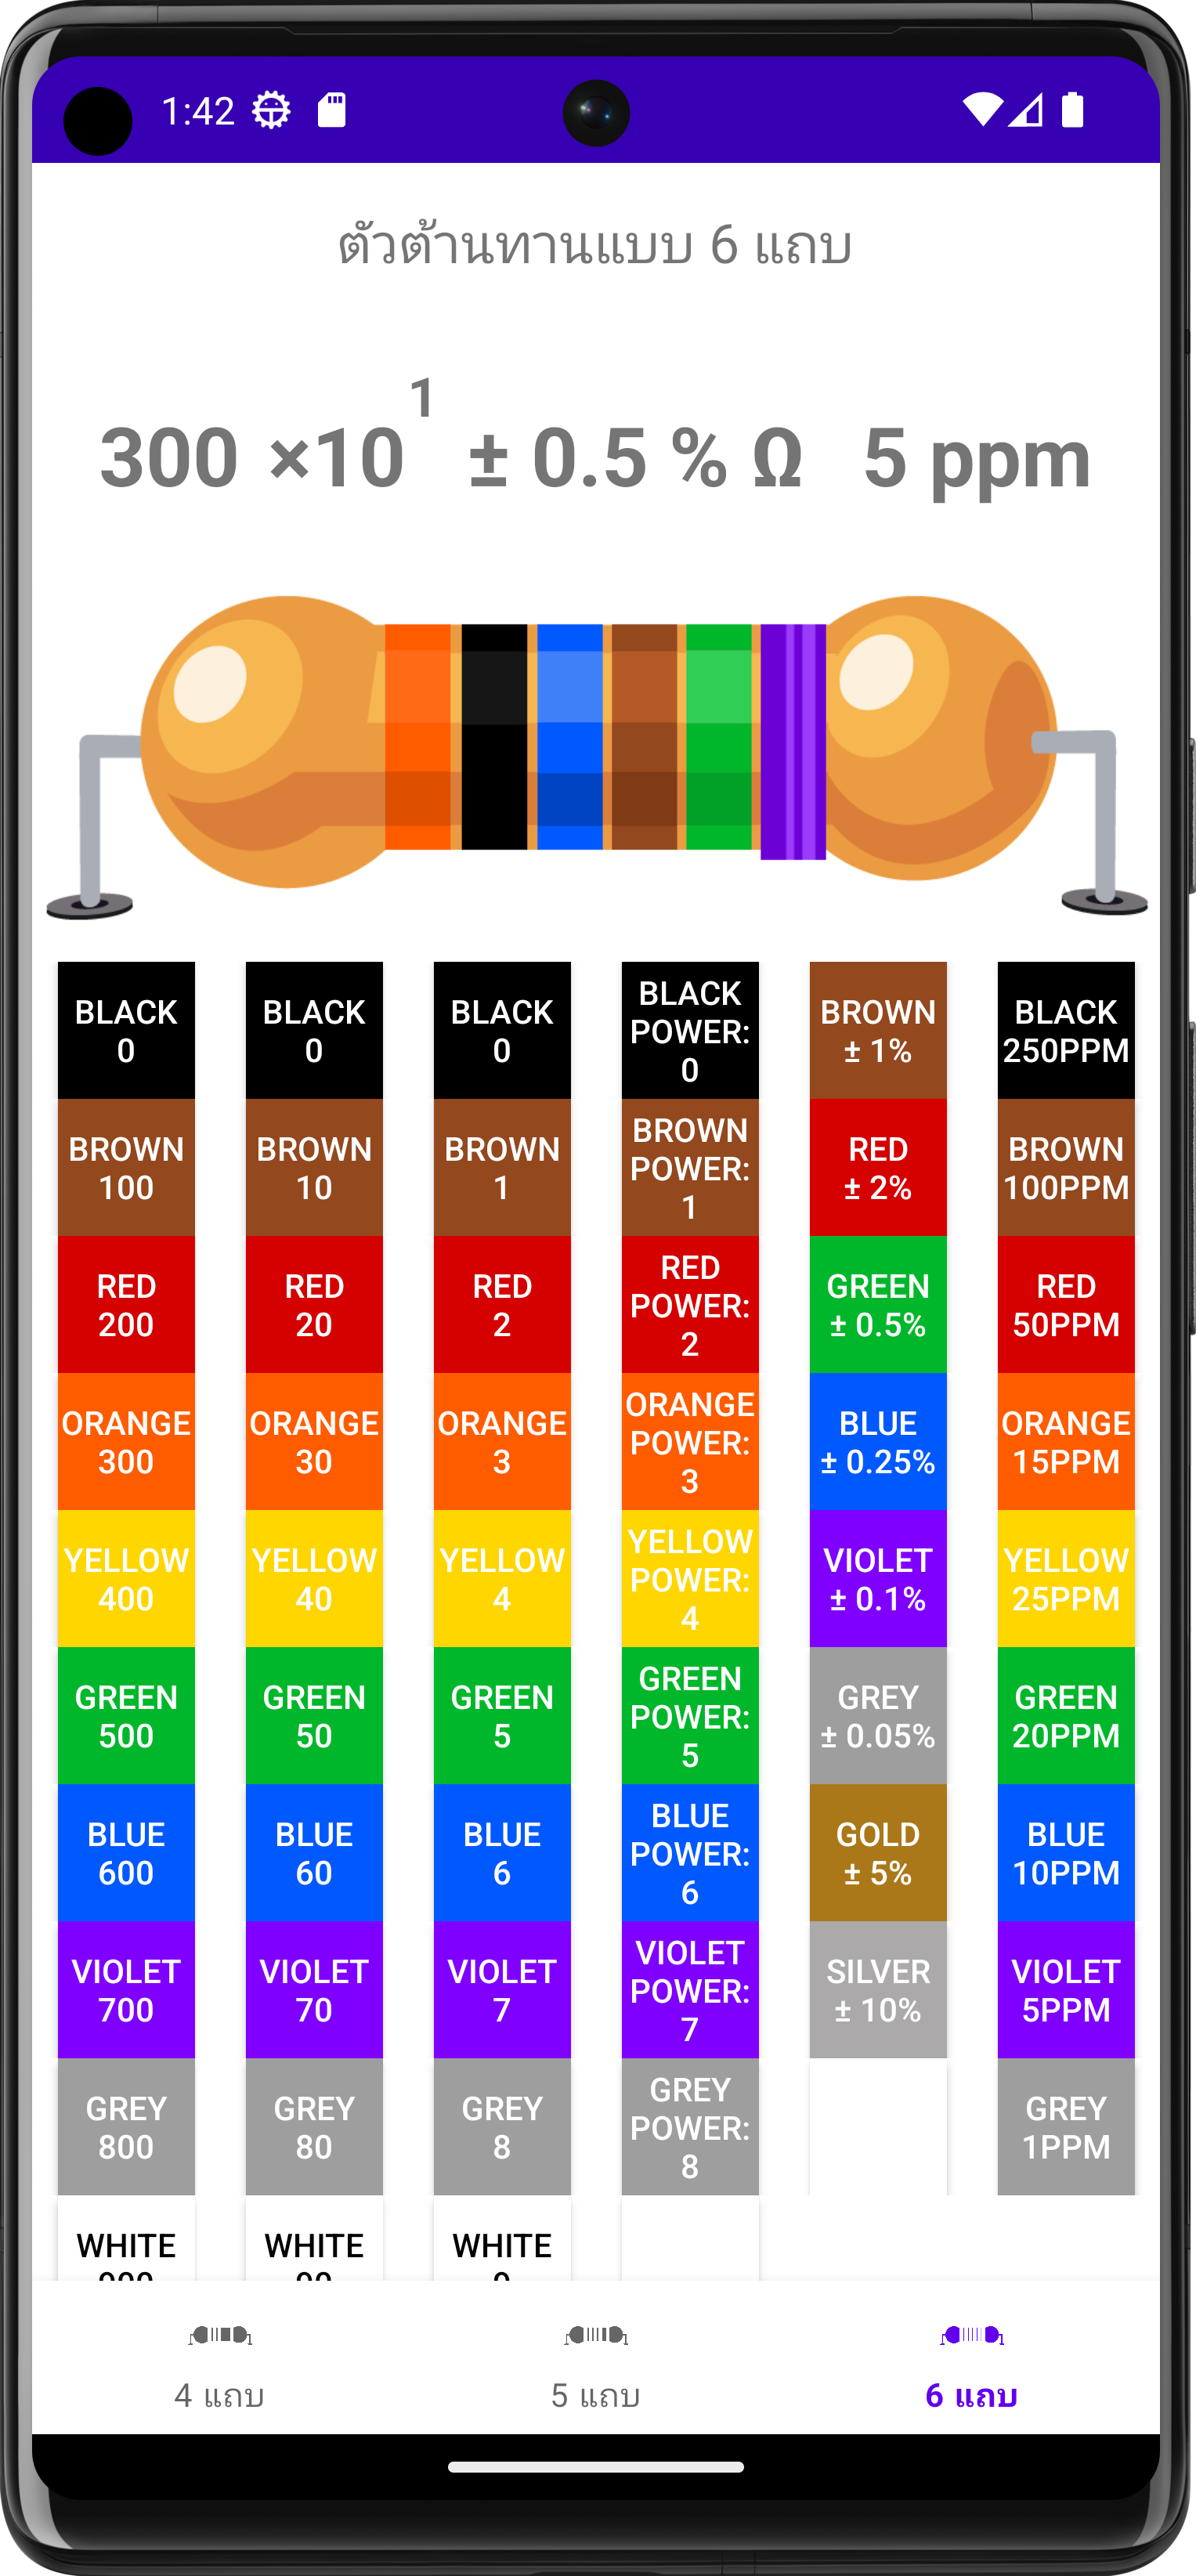 1:42
ตัวต้านทานแบบ 6 แถบ
300 ×10¹ ± 0.5 % Ω 5 ppm
BLACK 0
BLACK 0
BLACK 0
BLACK POWER: 0
BROWN ± 1%
BLACK 250PPM
BROWN 100
BROWN 10
BROWN 1
BROWN POWER: 1
RED ± 2%
BROWN 100PPM
RED 200
RED 20
RED 2
RED POWER: 2
GREEN ± 0.5%
RED 50PPM
ORANGE 300
ORANGE 30
ORANGE 3
ORANGE POWER: 3
BLUE ± 0.25%
ORANGE 15PPM
YELLOW 400
YELLOW 40
YELLOW 4
YELLOW POWER: 4
VIOLET ± 0.1%
YELLOW 25PPM
GREEN 500
GREEN 50
GREEN 5
GREEN POWER: 5
GREY ± 0.05%
GREEN 20PPM
BLUE 600
BLUE 60
BLUE 6
BLUE POWER: 6
GOLD ± 5%
BLUE 10PPM
VIOLET 700
VIOLET 70
VIOLET 7
VIOLET POWER: 7
SILVER ± 10%
VIOLET 5PPM
GREY 800
GREY 80
GREY 8
GREY POWER: 8
GREY 1PPM
WHITE
WHITE
WHITE
4 แถบ
5 แถบ
6 แถบ